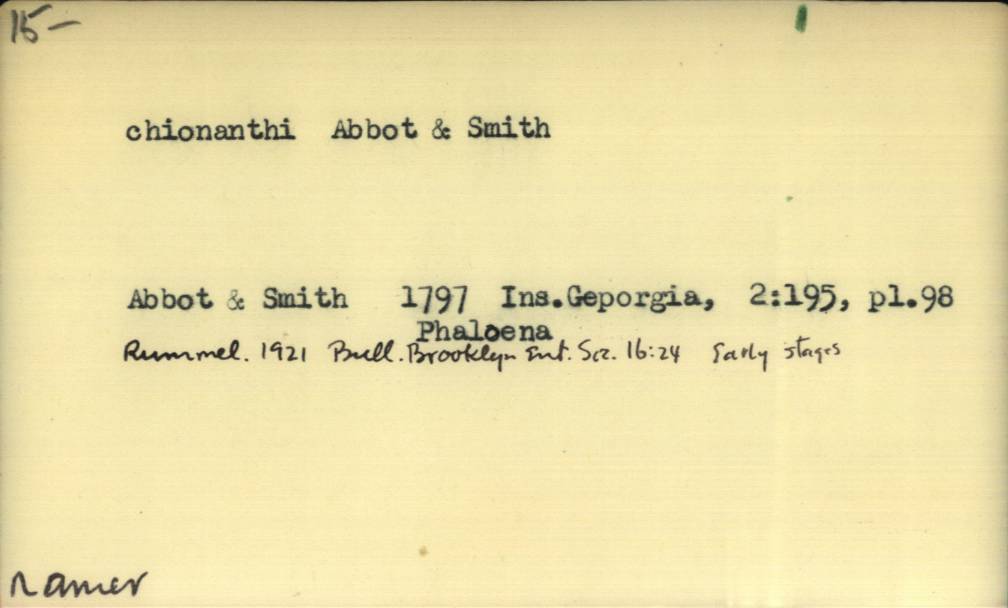 15-
chionanthi Abbot & Smith
Abbot & Smith 1797 Ins.Geporgia, 2:195, pl.98
Phaloena
Rummel. 1921 Bull. Brooklyn Ent. Soc. 16:24 Early stages